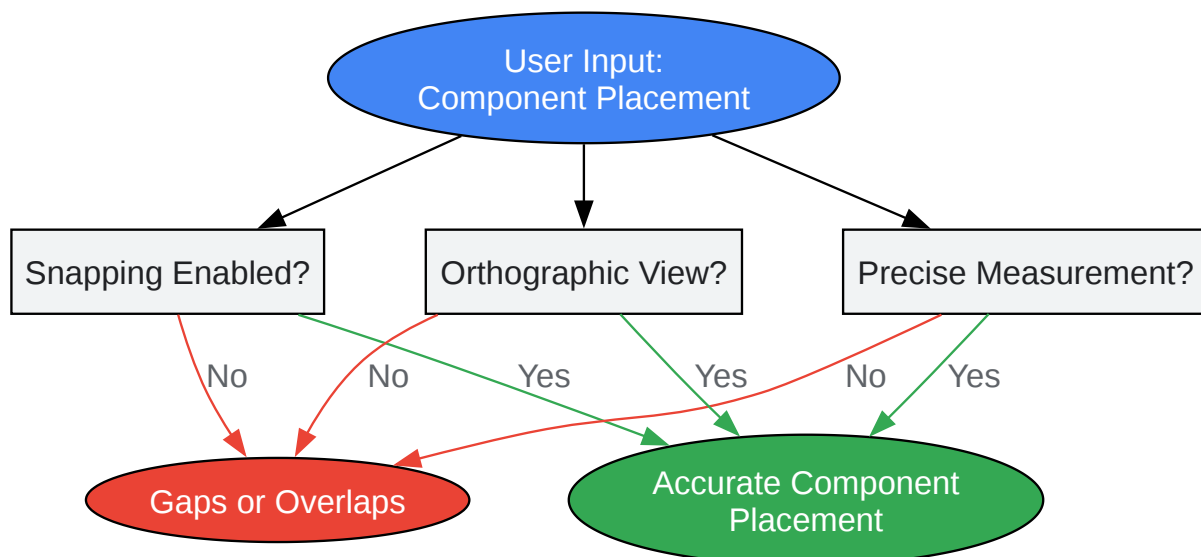 User Input:
Component Placement
Snapping Enabled?
Orthographic View?
Precise Measurement?
No
No
Yes
Yes
No
Yes
Gaps or Overlaps
Accurate Component
Placement